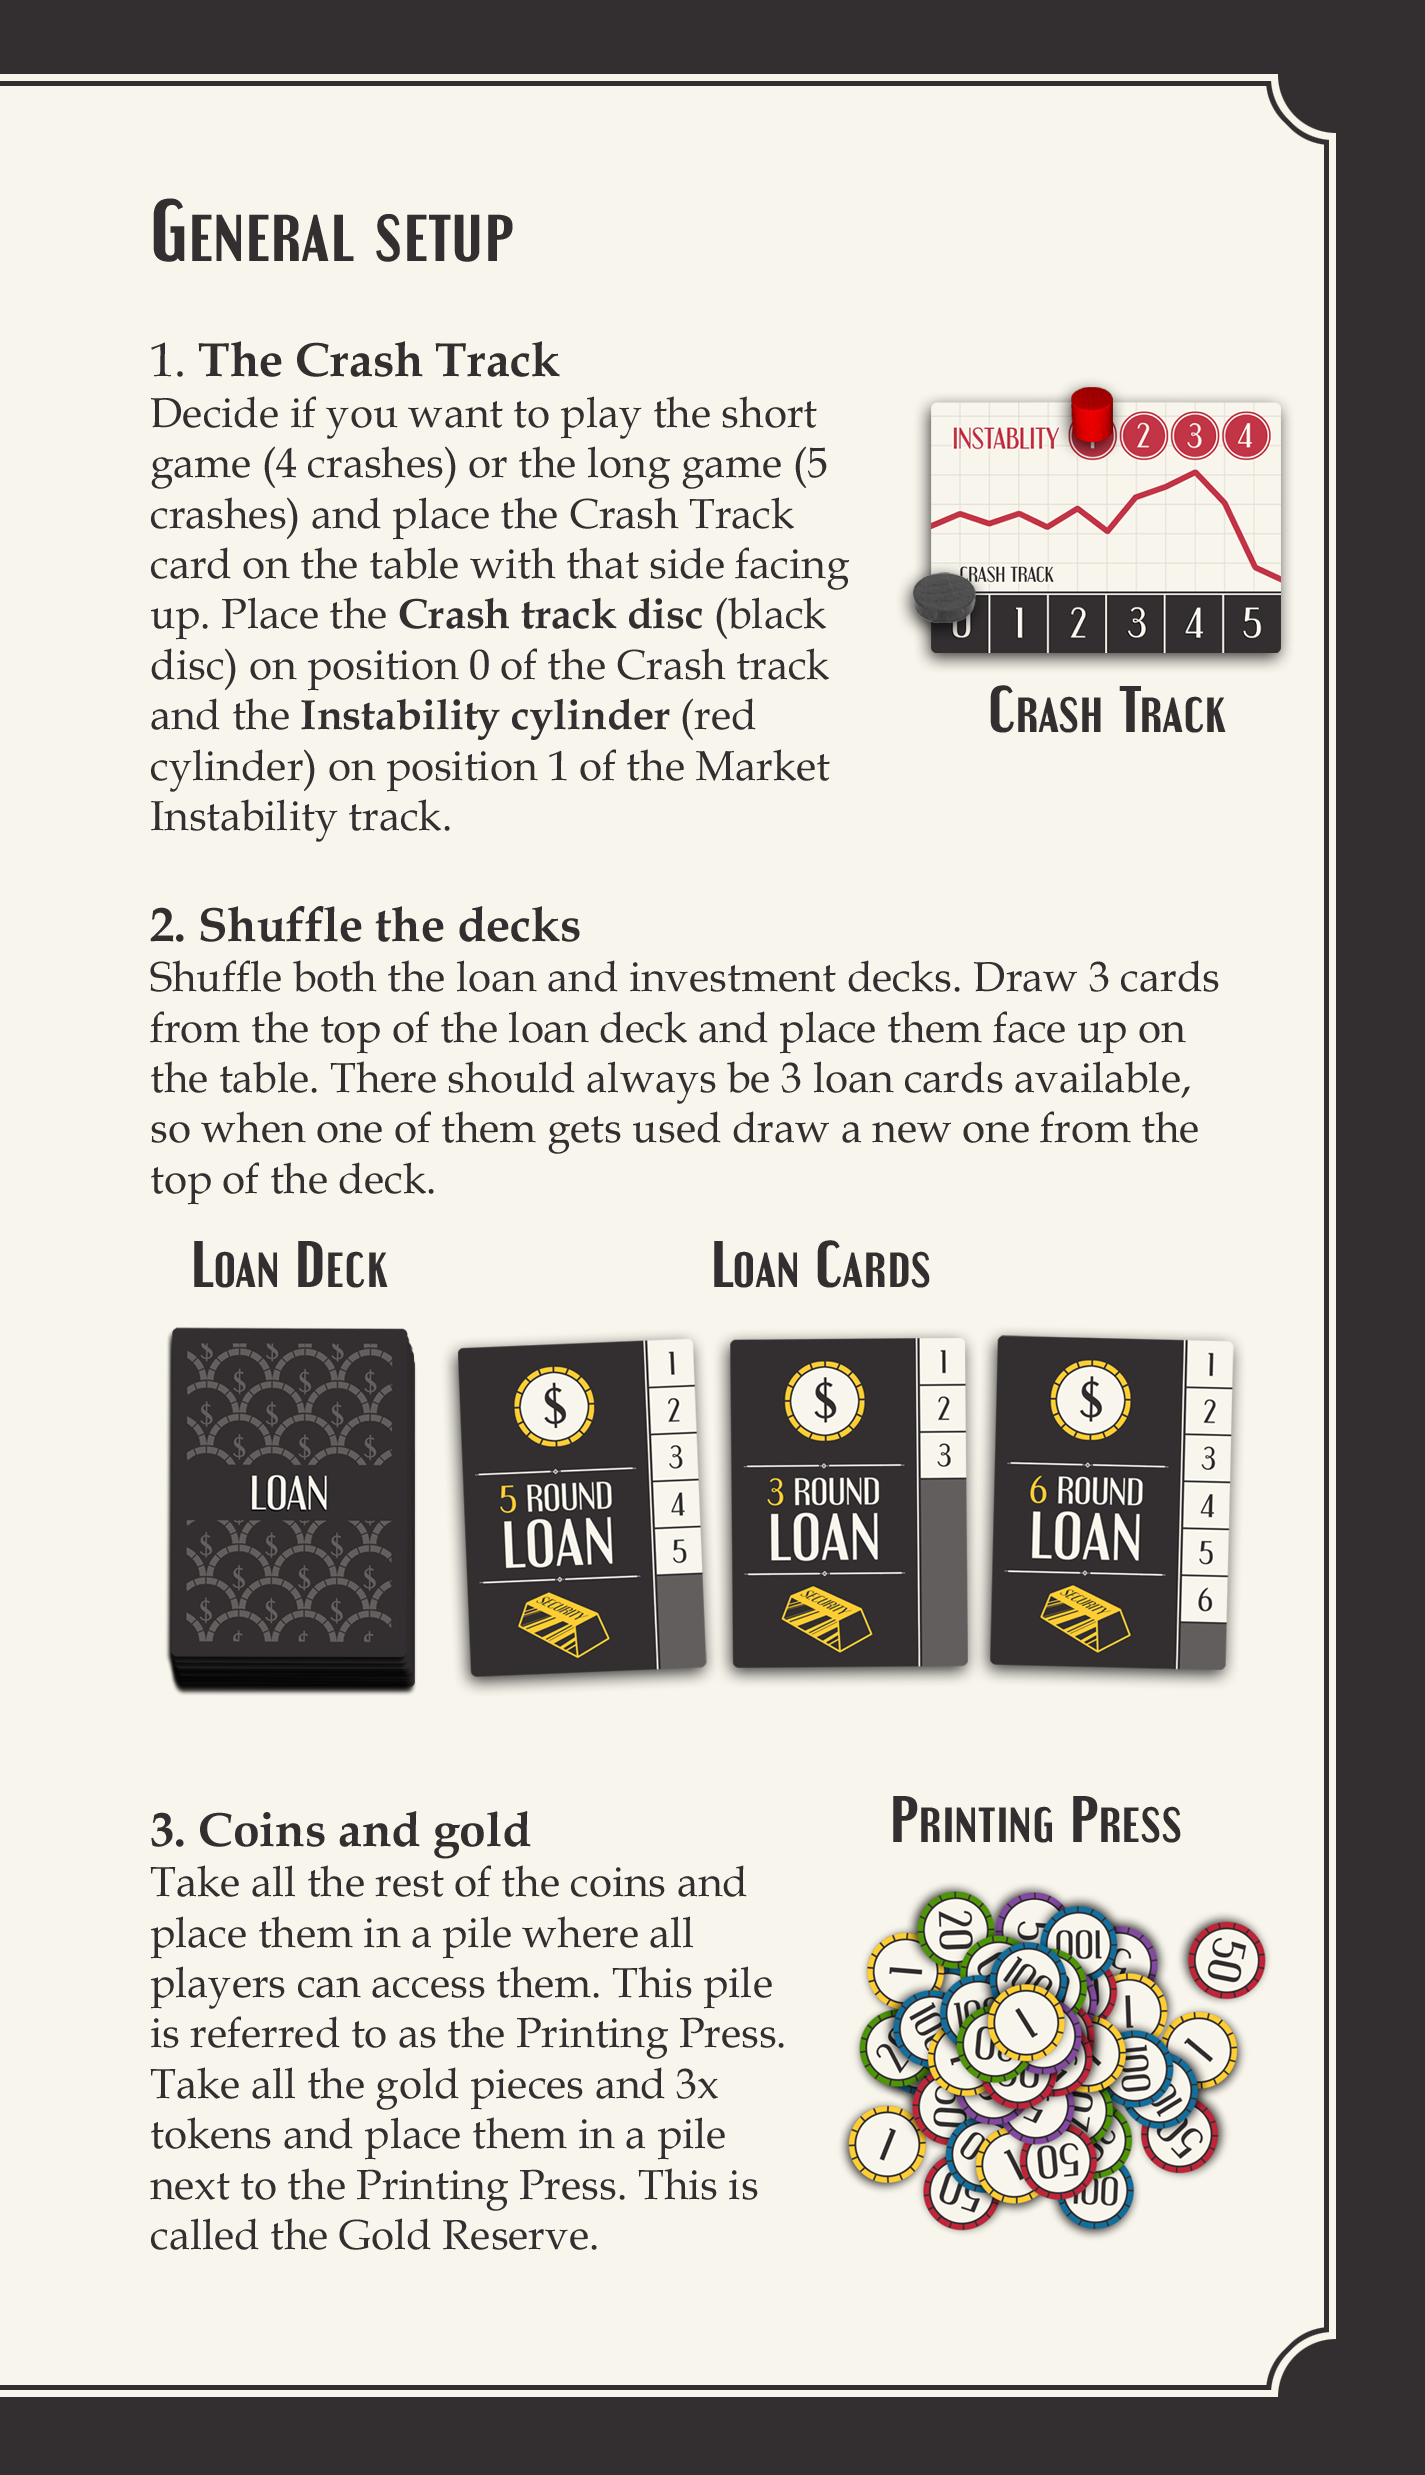 GENERAL SETUP
1. The Crash Track
Decide if you want to play the short
game (4 crashes) or the long game (5
crashes) and place the Crash Track
card on the table with that side facing
up. Place the Crash track disc (black
disc) on position 0 of the Crash track
and the Instability cylinder (red
cylinder) on position 1 of the Market
Instability track.
INSTABLITY 1 2 3 4
CRASH TRACK
0 1 2 3 4 5
CRASH TRACK
2. Shuffle the decks
Shuffle both the loan and investment decks. Draw 3 cards
from the top of the loan deck and place them face up on
the table. There should always be 3 loan cards available,
so when one of them gets used draw a new one from the
top of the deck.
LOAN DECK
LOAN CARDS
LOAN
$
5 ROUND
LOAN
SECURITY
1
2
3
4
5
$
3 ROUND
LOAN
SECURITY
1
2
3
$
6 ROUND
LOAN
SECURITY
1
2
3
4
5
6
3. Coins and gold
Take all the rest of the coins and
place them in a pile where all
players can access them. This pile
is referred to as the Printing Press.
Take all the gold pieces and 3x
tokens and place them in a pile
next to the Printing Press. This is
called the Gold Reserve.
PRINTING PRESS
20
5
100
50
1
1
100
1
1
100
1
50
1
50
50
100